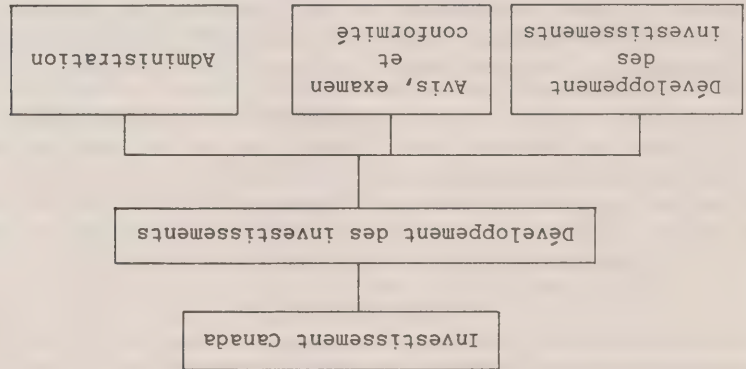 Investissement Canada
Développement des investissements
Développement
des
investissements
Avis, examen
et
conformité
Administration